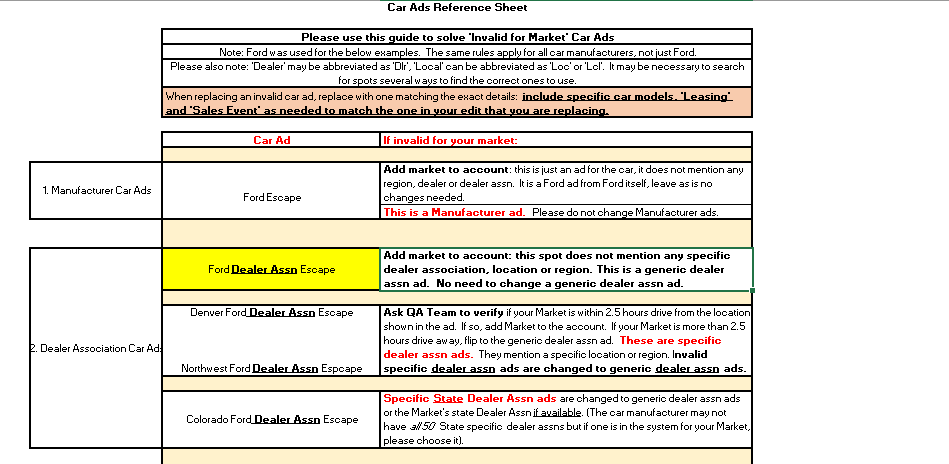 Car Ads Reference Sheet
Please use this guide to solve 'Invalid for Market' Car Ads
Note: Ford was used for the below examples. The same rules apply for all car manufacturers, not just Ford.
Please also note: 'Dealer' may be abbreviated as 'Dlr', 'Local' can be abbreviated as 'Loc' or 'Lcl'. It may be necessary to search
for spots several ways to find the correct ones to use.
When replacing an invalid car ad, replace with one matching the exact details: include specific car models, 'Leasing'
and 'Sales Event' as needed to match the one in your edit that you are replacing.
Car Ad
If invalid for your market:
1. Manufacturer Car Ads
Ford Escape
Add market to account: this is just an ad for the car, it does not mention any
region, dealer or dealer assn. It is a Ford ad from Ford itself, leave as is no
changes needed.
This is a Manufacturer ad. Please do not change Manufacturer ads.
2. Dealer Association Car Ads
Ford Dealer Assn Escape
Add market to account: this spot does not mention any specific
dealer association, location or region. This is a generic dealer
assn ad. No need to change a generic dealer assn ad.
Denver Ford Dealer Assn Escape
Northwest Ford Dealer Assn Espcape
Ask QA Team to verify if your Market is within 2.5 hours drive from the location
shown in the ad. If so, add Market to the account. If your Market is more than 2.5
hours drive away, flip to the generic dealer assn ad. These are specific
dealer assn ads. They mention a specific location or region. Invalid
specific dealer assn ads are changed to generic dealer assn ads.
Colorado Ford Dealer Assn Escape
Specific State Dealer Assn ads are changed to generic dealer assn ads
or the Market's state Dealer Assn if available. (The car manufacturer may not
have all 50 State specific dealer assns but if one is in the system for your Market,
please choose it).